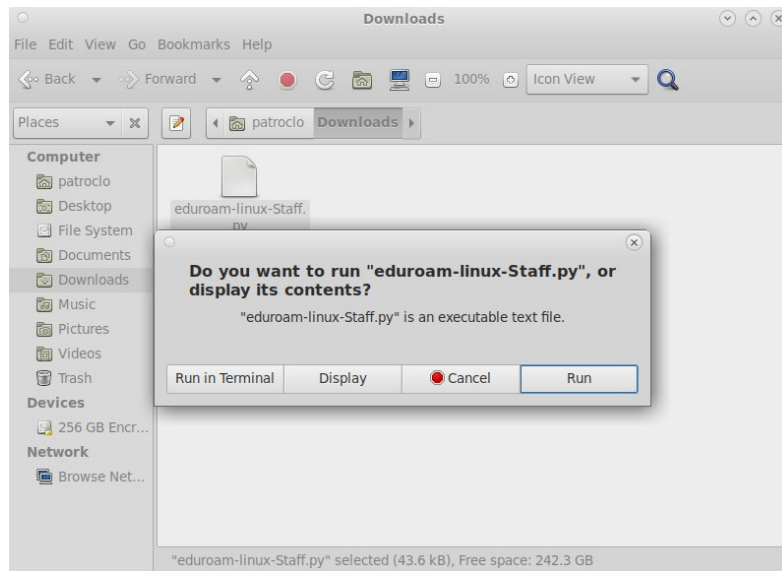 Downloads
File Edit View Go Bookmarks Help
Back Forward 100% Icon View
Places patroclo Downloads
Computer
patroclo
Desktop
File System
Documents
Downloads
Music
Pictures
Videos
Trash
Devices
256 GB Encr...
Network
Browse Net...
eduroam-linux-Staff.
py
Do you want to run "eduroam-linux-Staff.py", or
display its contents?
"eduroam-linux-Staff.py" is an executable text file.
Run in Terminal Display Cancel Run
"eduroam-linux-Staff.py" selected (43.6 kB), Free space: 242.3 GB